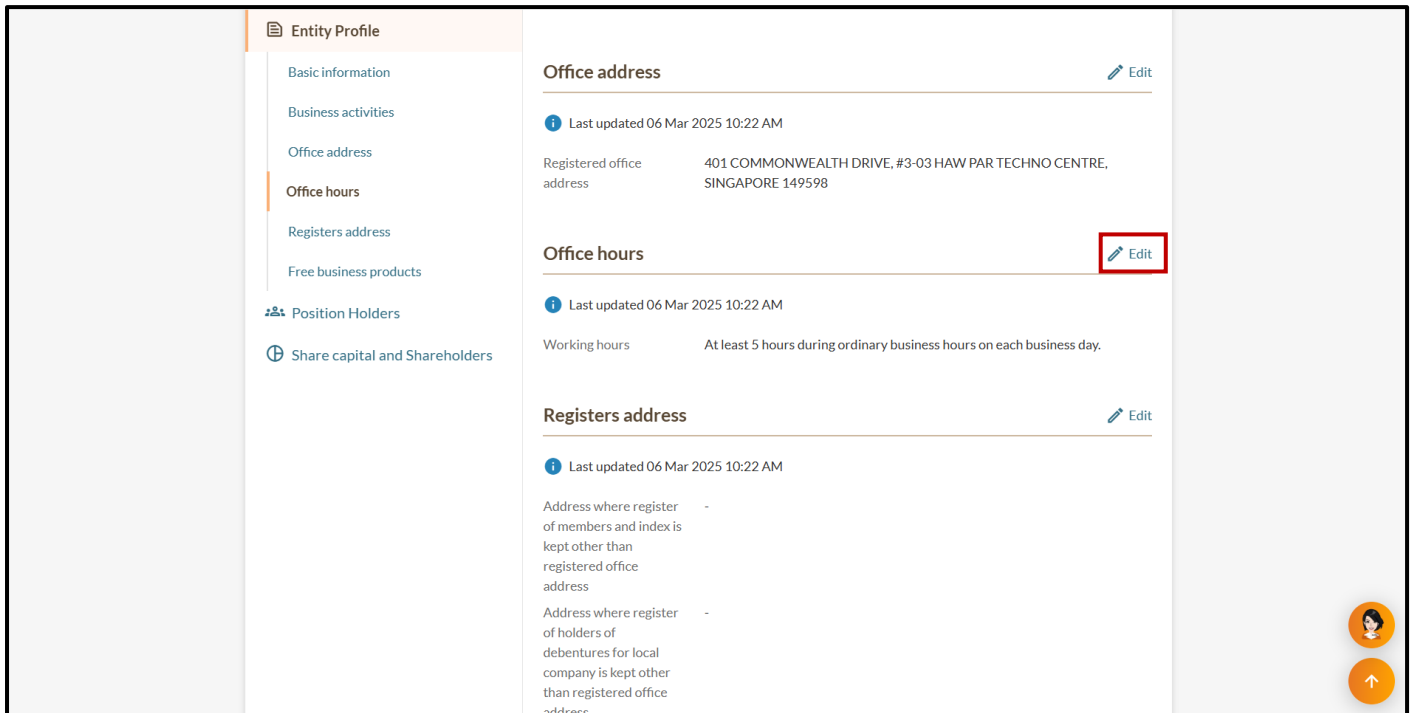 Entity Profile
Basic information
Business activities
Office address
Office hours
Registers address
Free business products
Position Holders
Share capital and Shareholders
Office address
Edit
Last updated 06 Mar 2025 10:22 AM
Registered office
address
401 COMMONWEALTH DRIVE, #3-03 HAW PAR TECHNO CENTRE,
SINGAPORE 149598
Office hours
Edit
Last updated 06 Mar 2025 10:22 AM
Working hours
At least 5 hours during ordinary business hours on each business day.
Registers address
Edit
Last updated 06 Mar 2025 10:22 AM
Address where register
of members and index is
kept other than
registered office
address
-
Address where register
of holders of
debentures for local
company is kept other
than registered office
address
-